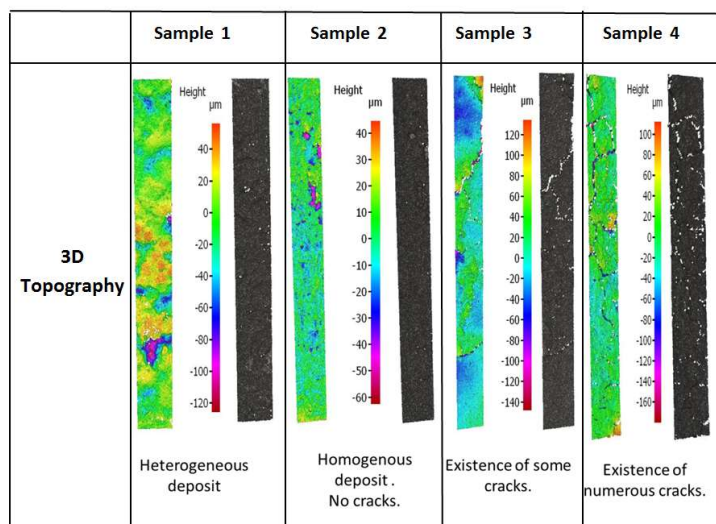 Sample 1
Sample 2
Sample 3
Sample 4
3D
Topography
Height
µm
40
20
0
-20
-40
-60
-80
-100
-120
Heterogeneous
deposit
Height
µm
40
30
20
10
0
-10
-20
-30
-40
-50
-60
Homogenous
deposit .
No cracks.
Height
µm
120
100
80
60
40
20
0
-20
-40
-60
-80
-100
-120
-140
Existence of some
cracks.
Height
µm
100
80
60
40
20
0
-20
-40
-60
-80
-100
-120
-140
-160
Existence of
numerous cracks.